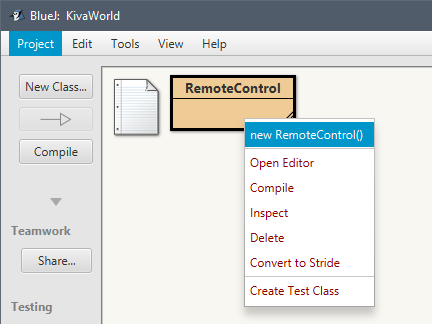 BlueJ: KivaWorld
Project Edit Tools View Help
New Class...
Compile
Teamwork
Share...
Testing
RemoteControl
new RemoteControl()
Open Editor
Compile
Inspect
Delete
Convert to Stride
Create Test Class